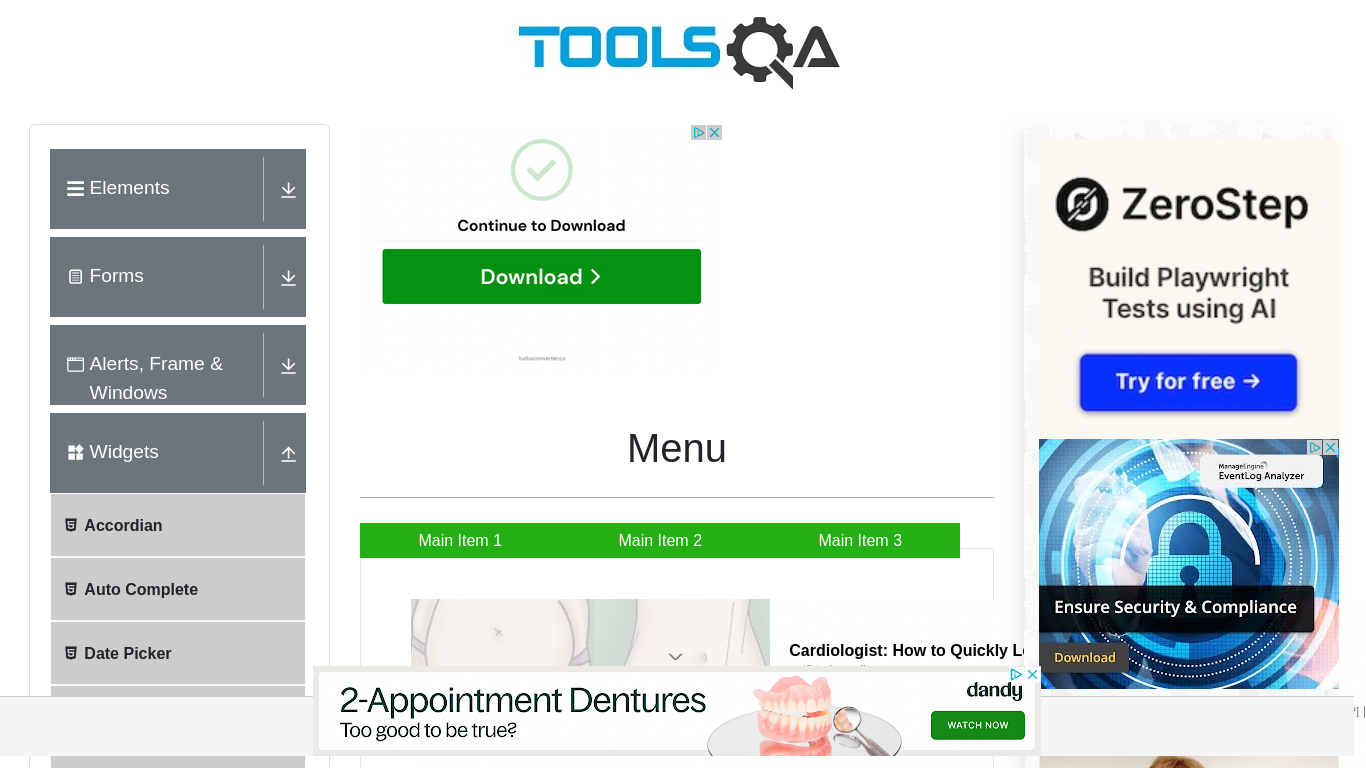 TOOLSQA
Elements
Forms
Alerts, Frame &
Windows
Widgets
Accordian
Auto Complete
Date Picker
Continue to Download
Download
turboconverter.co
Menu
Main Item 1
Main Item 2
Main Item 3
Cardiologist: How to Quickly L
2-Appointment Dentures
Too good to be true?
dandy
WATCH NOW
ZeroStep
Build Playwright
Tests using AI
Try for free →
ManageEngine
EventLog Analyzer
Ensure Security & Compliance
Download